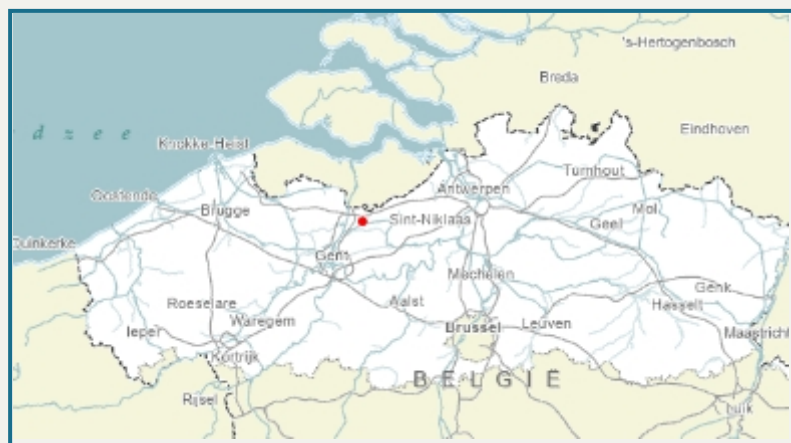 's-Hertogenbosch
Breda
d z e e
Eindhoven
Knokke-Heist
Turnhout
Oostende
Antwerpen
Mol
Brugge
Sint-Niklaas
Geel
Duinkerke
Gent
Mechelen
Genk
Roeselare
Aalst
Hasselt
Ieper
Waregem
Brussel
Leuven
Maastricht
Kortrijk
BELGIË
Rijsel
Luik